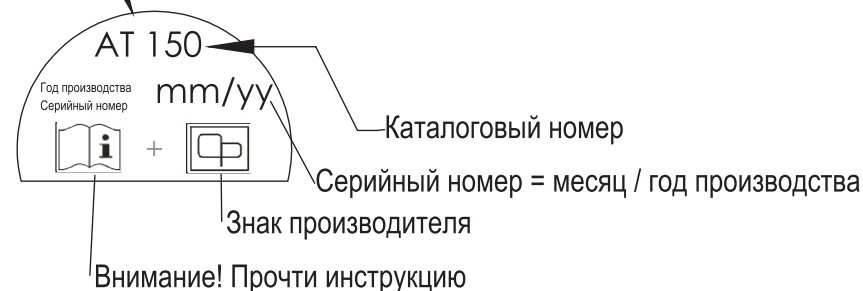 AT 150
Год производства
Серийный номер
mm/yy
i
+
Каталоговый номер
Серийный номер = месяц / год производства
Знак производителя
Внимание! Прочти инструкцию